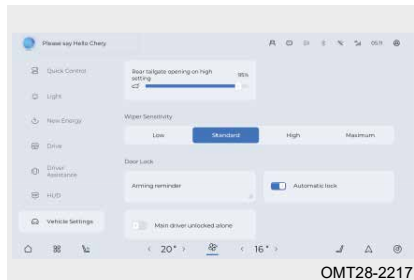 Please say Hello Chery
05:11
Quick Control
Rear tailgate opening on high
setting
95%
Light
New Energy
Wiper Sensitivity
Low
Standard
High
Maximum
Drive
Door Lock
Driver
Assistance
Arming reminder
Automatic lock
HUD
Vehicle Settings
Main driver unlocked alone
20°
16°
OMT28-2217